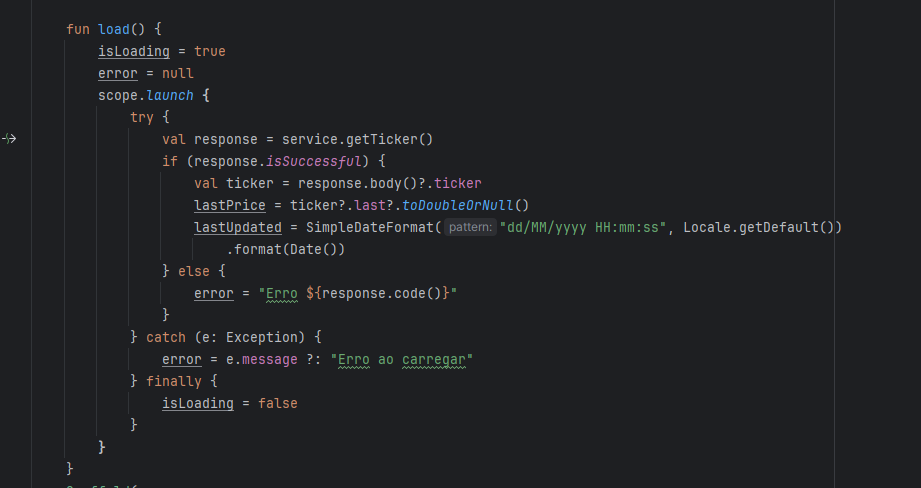 fun load() {
isLoading = true
error = null
scope.launch {
try {
val response = service.getTicker()
if (response.isSuccessful) {
val ticker = response.body()?.ticker
lastPrice = ticker?.last?.toDoubleOrNull()
lastUpdated = SimpleDateFormat( pattern: "dd/MM/yyyy HH:mm:ss", Locale.getDefault())
.format(Date())
} else {
error = "Erro ${response.code()}"
}
} catch (e: Exception) {
error = e.message ?: "Erro ao carregar"
} finally {
isLoading = false
}
}
}